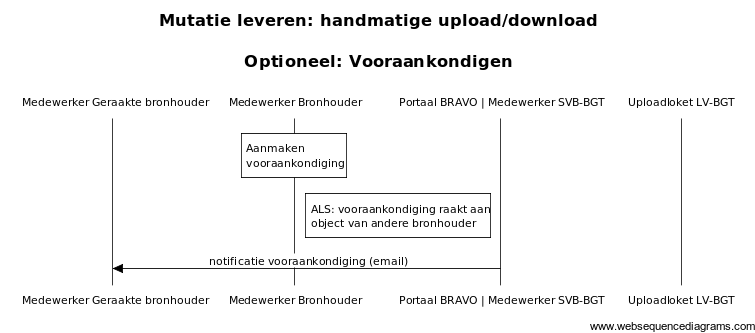 Mutatie leveren: handmatige upload/download
Optioneel: Vooraankondigen
Medewerker Geraakte bronhouder
Medewerker Bronhouder
Portaal BRAVO | Medewerker SVB-BGT
Uploadloket LV-BGT
Aanmaken
vooraankondiging
ALS: vooraankondiging raakt aan
object van andere bronhouder
notificatie vooraankondiging (email)
Medewerker Geraakte bronhouder
Medewerker Bronhouder
Portaal BRAVO | Medewerker SVB-BGT
Uploadloket LV-BGT
www.websequencediagrams.com